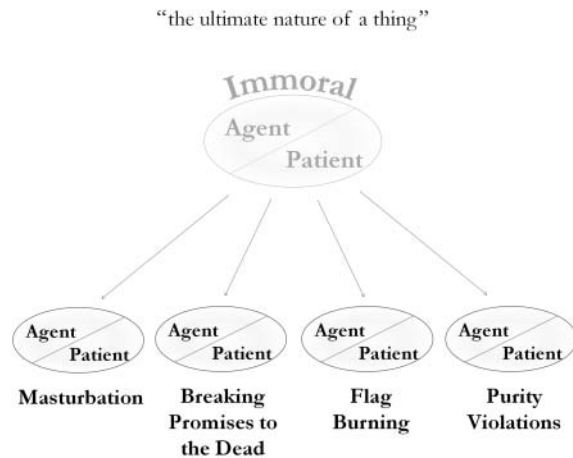 “the ultimate nature of a thing”
Immoral
Agent
Patient
Agent
Patient
Agent
Patient
Agent
Patient
Agent
Patient
Masturbation
Breaking
Promises to
the Dead
Flag
Burning
Purity
Violations